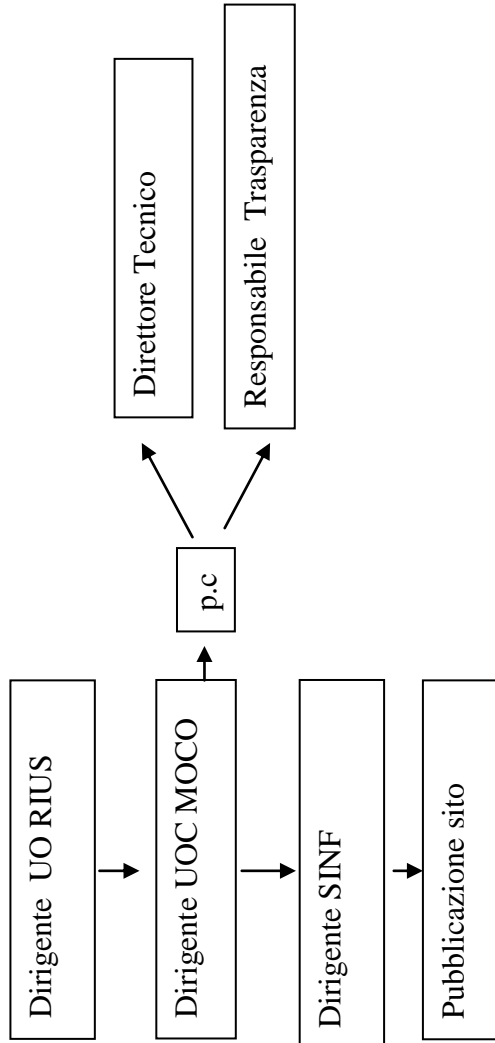 Dirigente UO RIUS
Dirigente UOC MOCO
p.c
Direttore Tecnico
Responsabile Trasparenza
Dirigente SINF
Pubblicazione sito